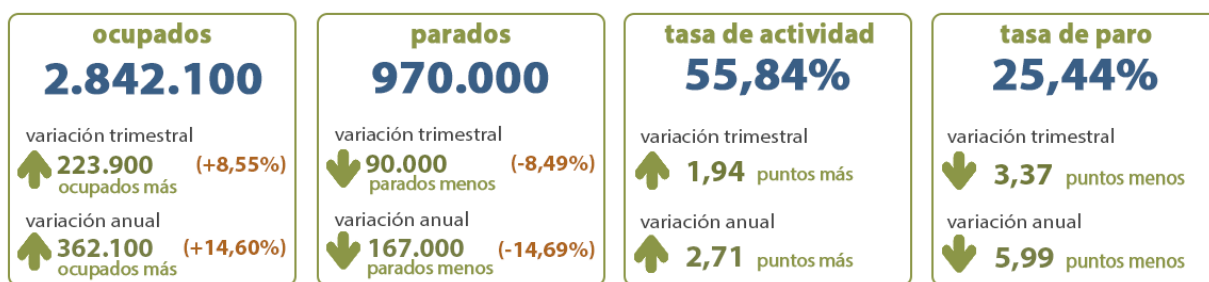 ocupados
2.842.100
variación trimestral
223.900 (+8,55%)
ocupados más
variación anual
362.100 (+14,60%)
ocupados más
parados
970.000
variación trimestral
90.000 (-8,49%)
parados menos
variación anual
167.000 (-14,69%)
parados menos
tasa de actividad
55,84%
variación trimestral
1,94 puntos más
variación anual
2,71 puntos más
tasa de paro
25,44%
variación trimestral
3,37 puntos menos
variación anual
5,99 puntos menos